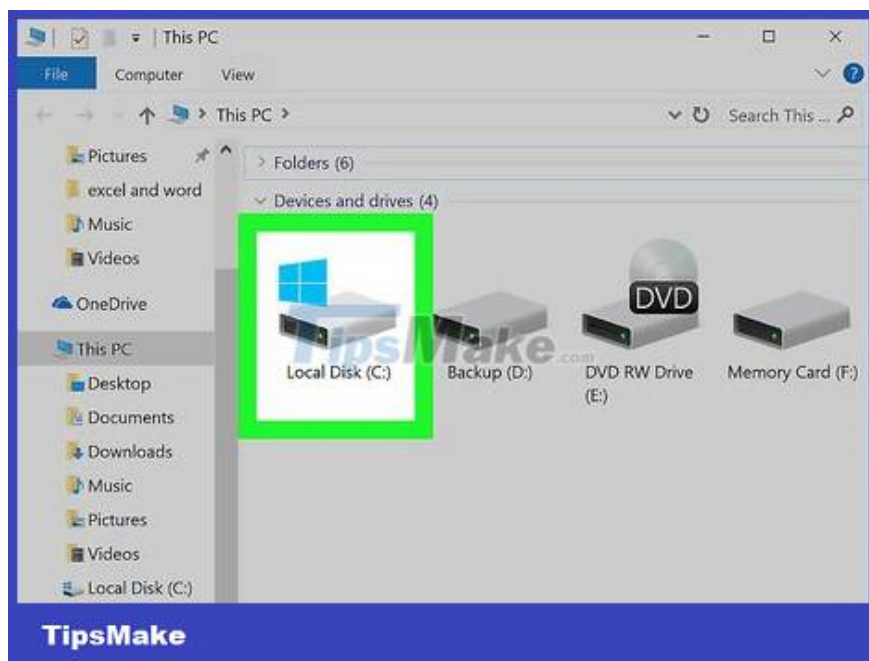 This PC
File Computer View
This PC Search This ...
Pictures
excel and word
Music
Videos
OneDrive
This PC
Desktop
Documents
Downloads
Music
Pictures
Videos
Local Disk (C:)
Folders (6)
Devices and drives (4)
DVD
Local Disk (C:)
Backup (D:)
DVD RW Drive
(E:)
Memory Card (F:)
TipsMake.com
TipsMake